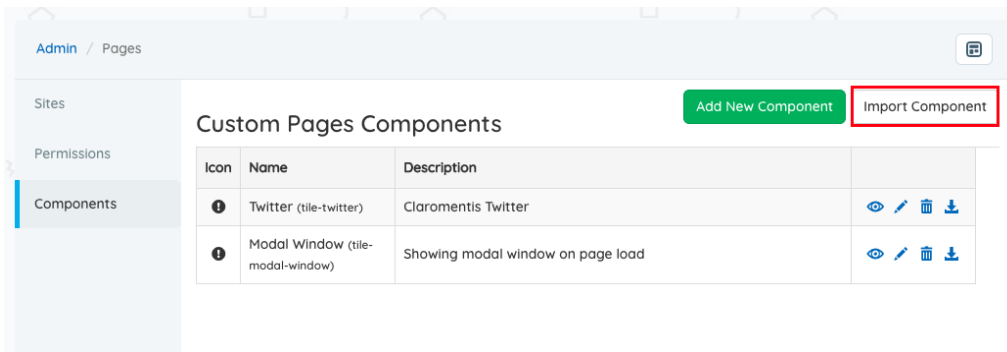 Admin / Pages
Sites
Permissions
Components
Custom Pages Components
Add New Component
Import Component
Icon Name Description
Twitter (tile-twitter) Claromentis Twitter
Modal Window (tile-
modal-window) Showing modal window on page load